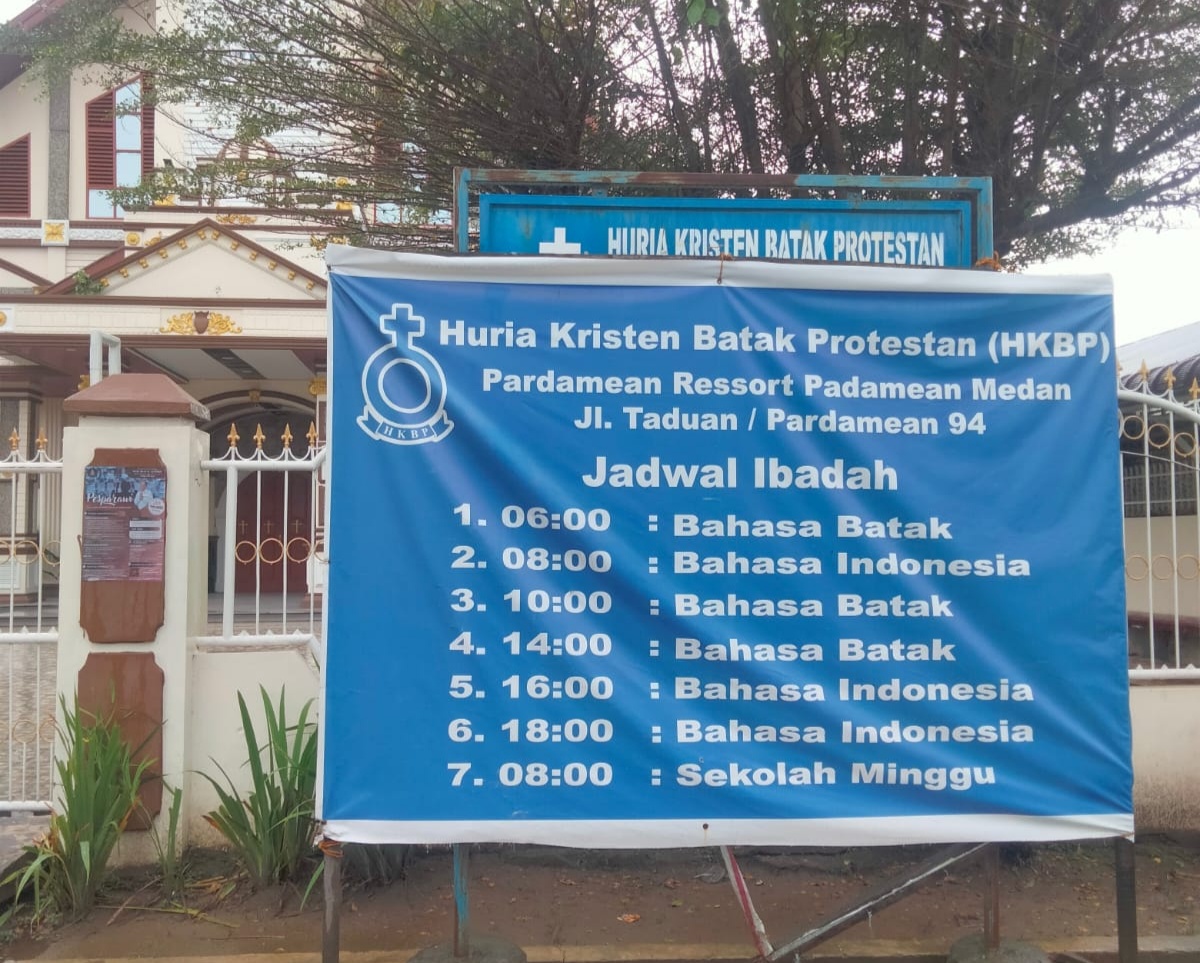 HURIA KRISTEN BATAK PROTESTAN
Huria Kristen Batak Protestan (HKBP)
Pardamean Ressort Padamean Medan
Jl. Taduan / Pardamean 94
HKBP
Jadwal Ibadah
1. 06:00 : Bahasa Batak
2. 08:00 : Bahasa Indonesia
3. 10:00 : Bahasa Batak
4. 14:00 : Bahasa Batak
5. 16:00 : Bahasa Indonesia
6. 18:00 : Bahasa Indonesia
7. 08:00 : Sekolah Minggu